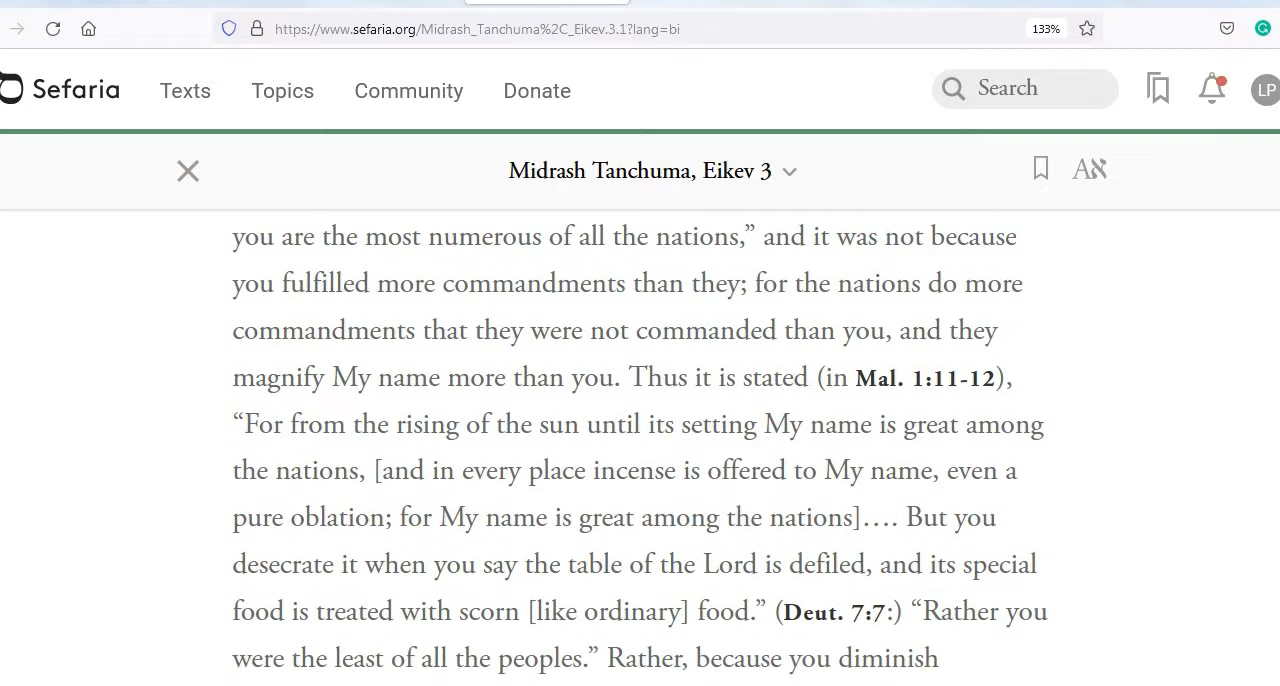 https://www.sefaria.org/Midrash_Tanchuma%2C_Eikev.3.1?lang=bi 133%
Sefaria Texts Topics Community Donate Search LP
Midrash Tanchuma, Eikev 3 Aא
you are the most numerous of all the nations,” and it was not because
you fulfilled more commandments than they; for the nations do more
commandments that they were not commanded than you, and they
magnify My name more than you. Thus it is stated (in Mal. 1:11-12),
“For from the rising of the sun until its setting My name is great among
the nations, [and in every place incense is offered to My name, even a
pure oblation; for My name is great among the nations]…. But you
desecrate it when you say the table of the Lord is defiled, and its special
food is treated with scorn [like ordinary] food.” (Deut. 7:7:) “Rather you
were the least of all the peoples.” Rather, because you diminish